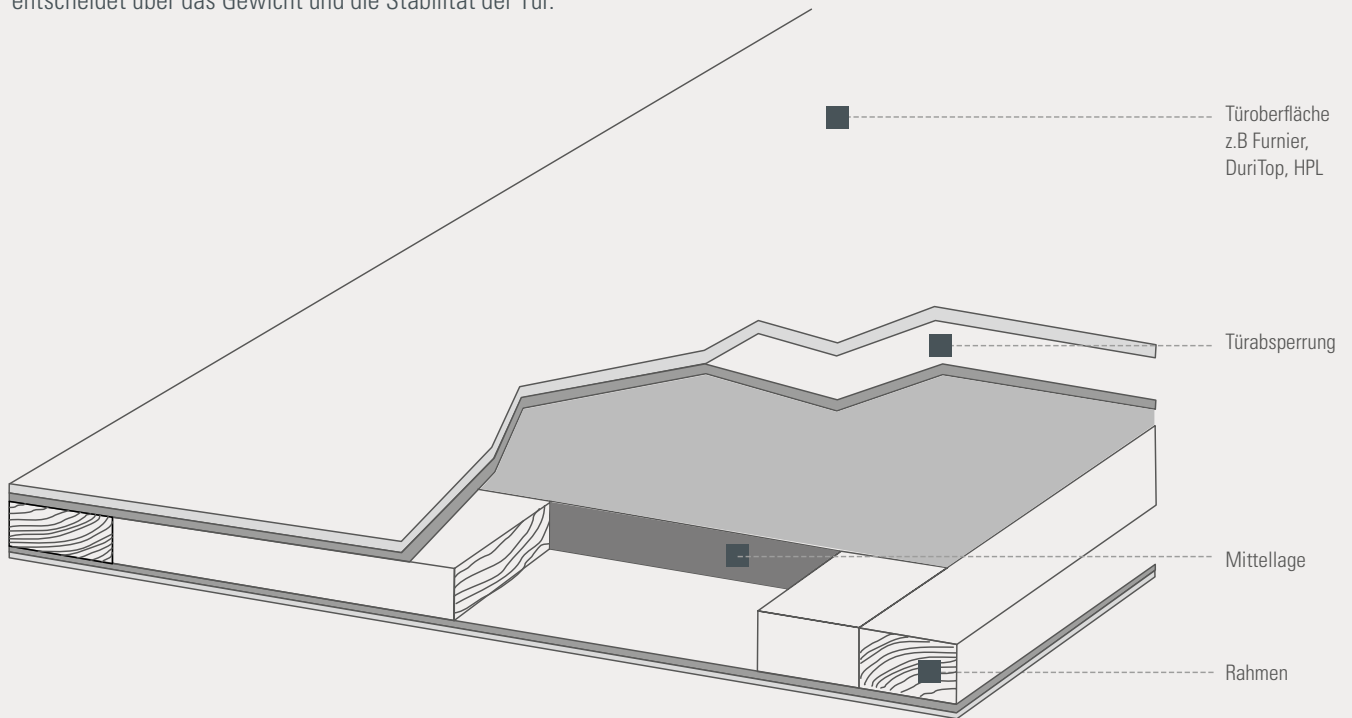 entscheidet über das Gewicht und die Stabilität der Tür.
Türoberfläche
z.B Furnier,
DuriTop, HPL
Türabsperrung
Mittellage
Rahmen